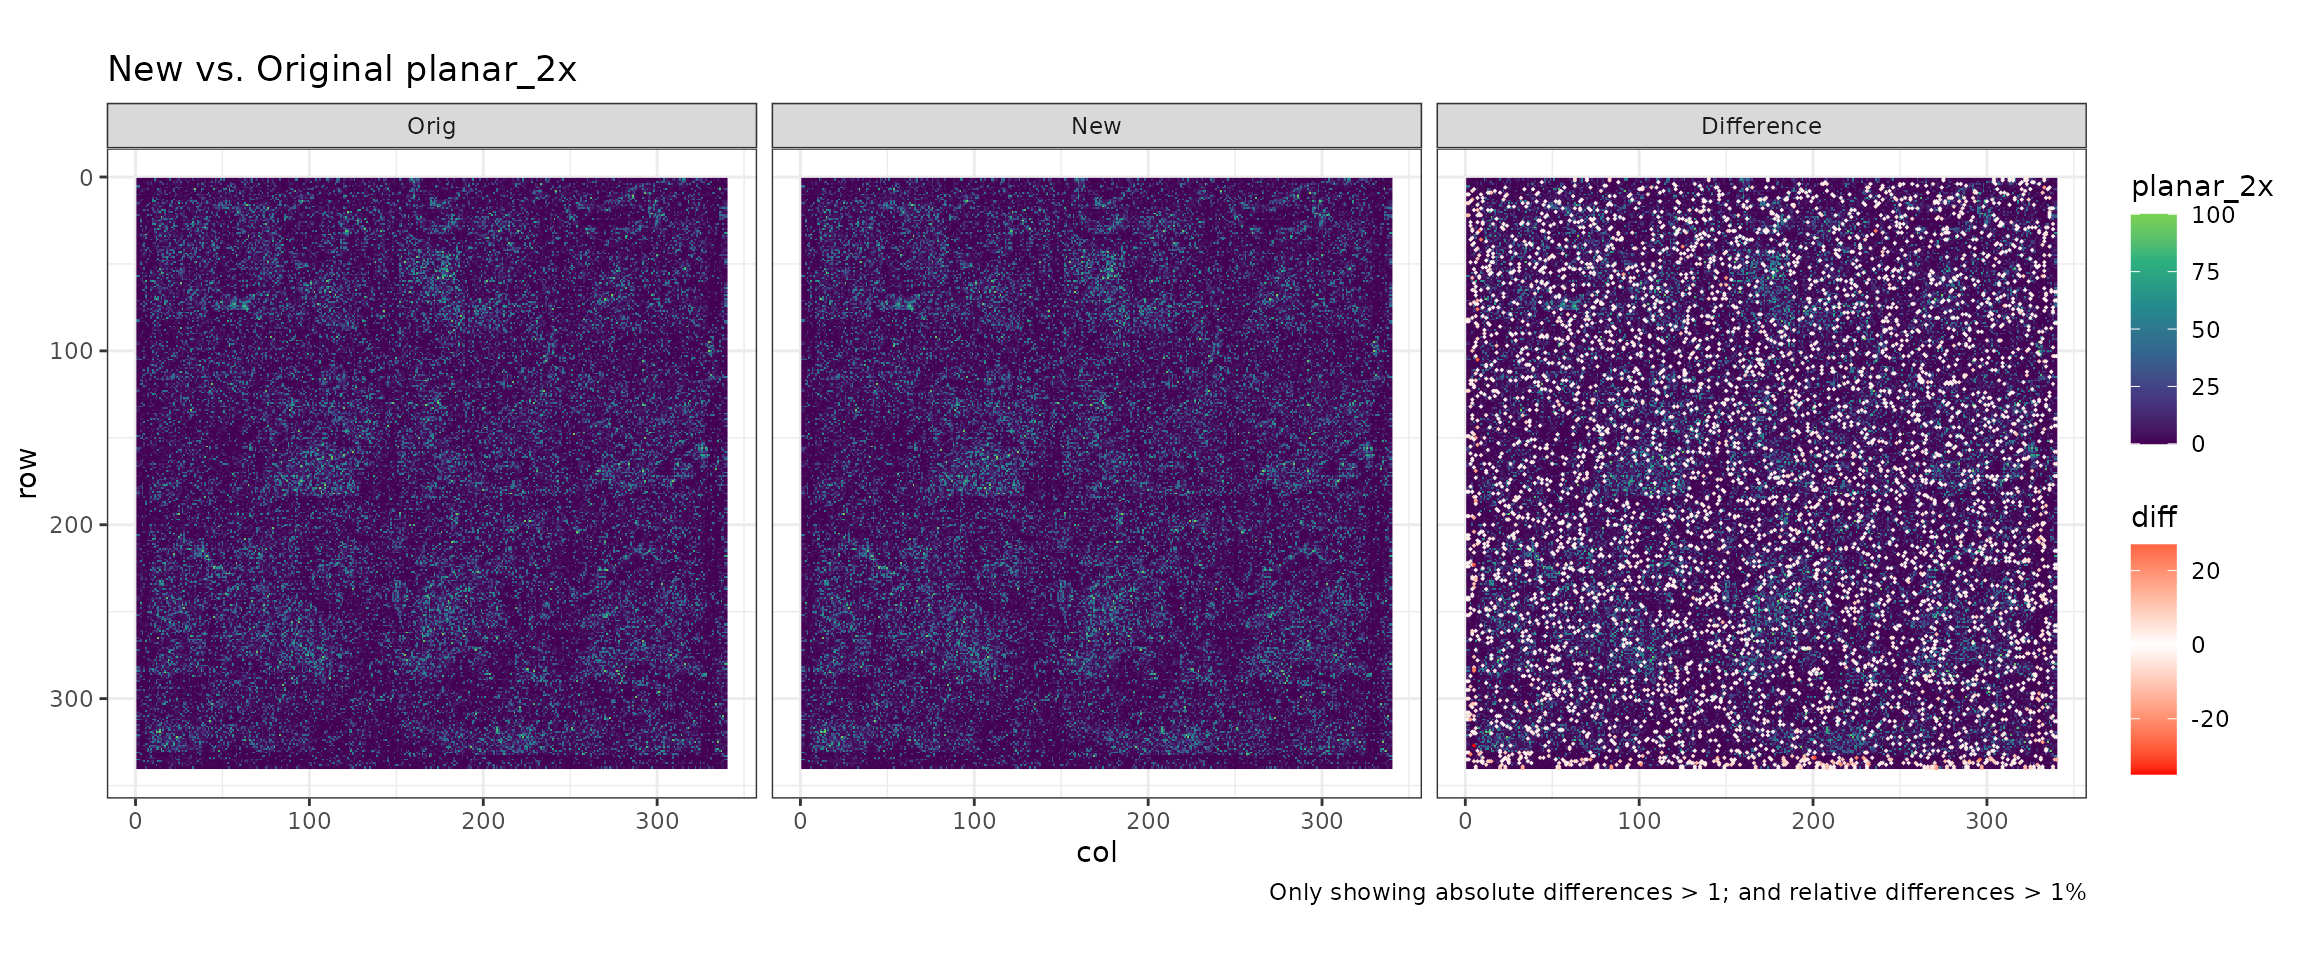 New vs. Original planar_2x
Orig
New
Difference
0
100
200
300
row
0
100
200
300
0
100
200
300
0
100
200
300
col
planar_2x
100
75
50
25
0
diff
20
0
-20
Only showing absolute differences > 1; and relative differences > 1%